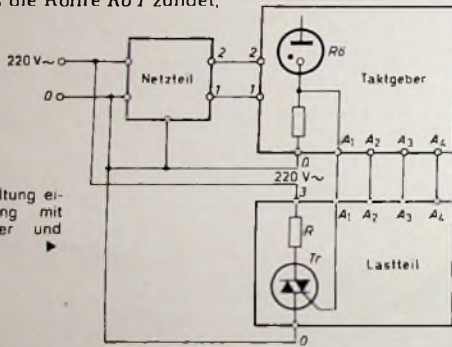 s die Röhre Rö 1 zündet,
220 V~
0
Netzteil
2
1
2
1
Rö
Taktgeber
0
A1
A2
A3
A4
220 V~
3
A1
A2
A3
A4
R
Tr
Lastteil
0
ltung ei-
ng mit
er und